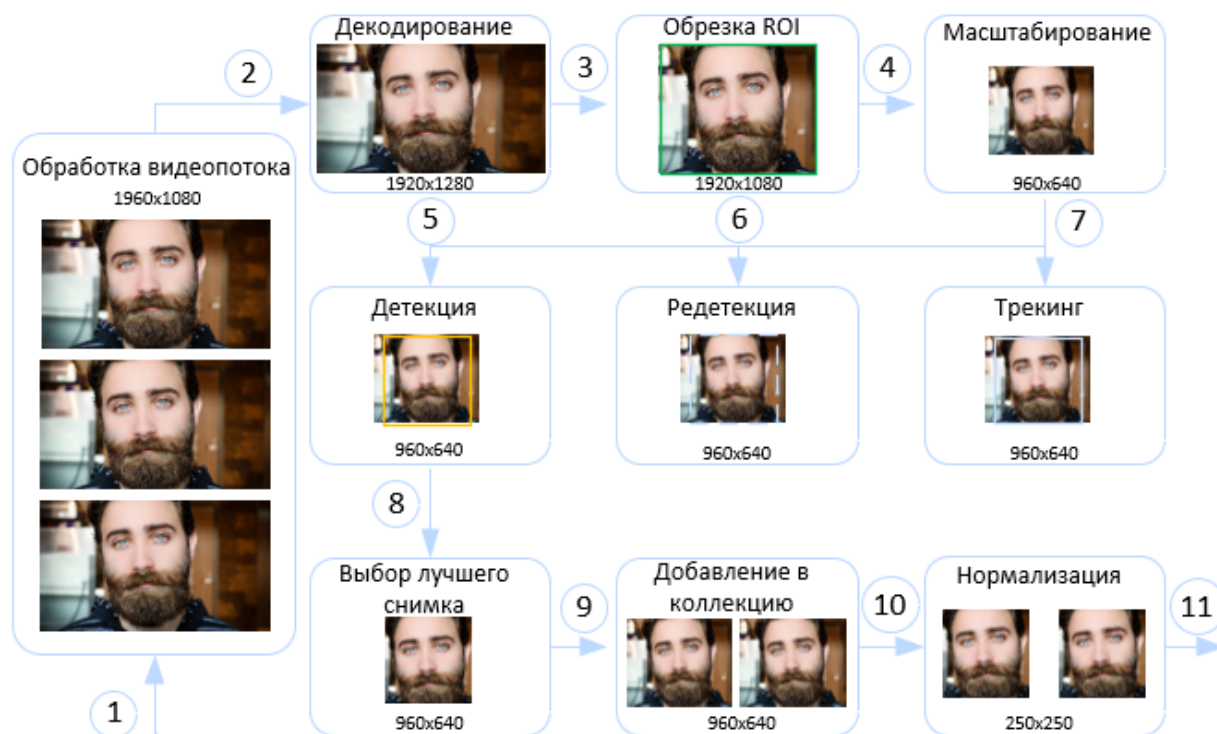 Декодирование
Обрезка ROI
Масштабирование
2
3
4
1920x1280
1920x1080
960x640
Обработка видеопотока
1960x1080
5
6
7
Детекция
Редетекция
Трекинг
960x640
960x640
960x640
8
Выбор лучшего
снимка
Добавление в
коллекцию
Нормализация
9
10
11
960x640
960x640
250x250
1